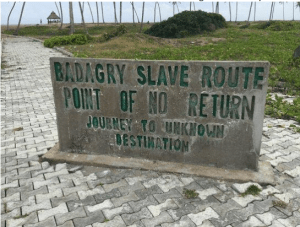 BADAGRY SLAVE ROUTE
POINT OF NO RETURN
JOURNEY TO UNKNOWN
DESTINATION